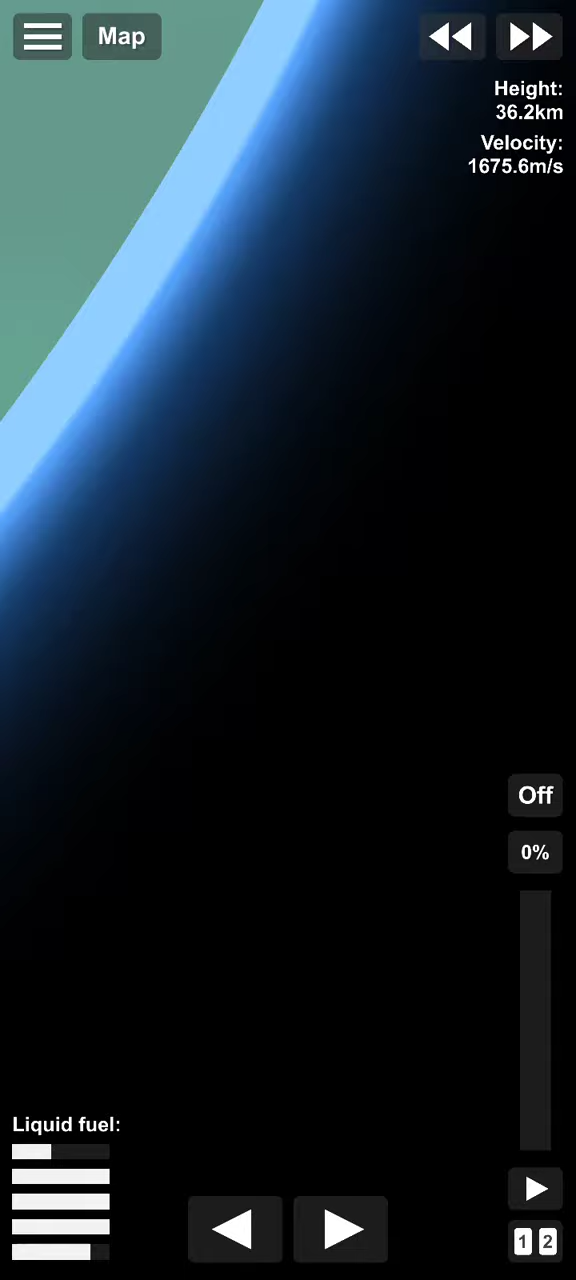 Map
Height:
36.2km
Velocity:
1675.6m/s
Off
0%
Liquid fuel:
1 2